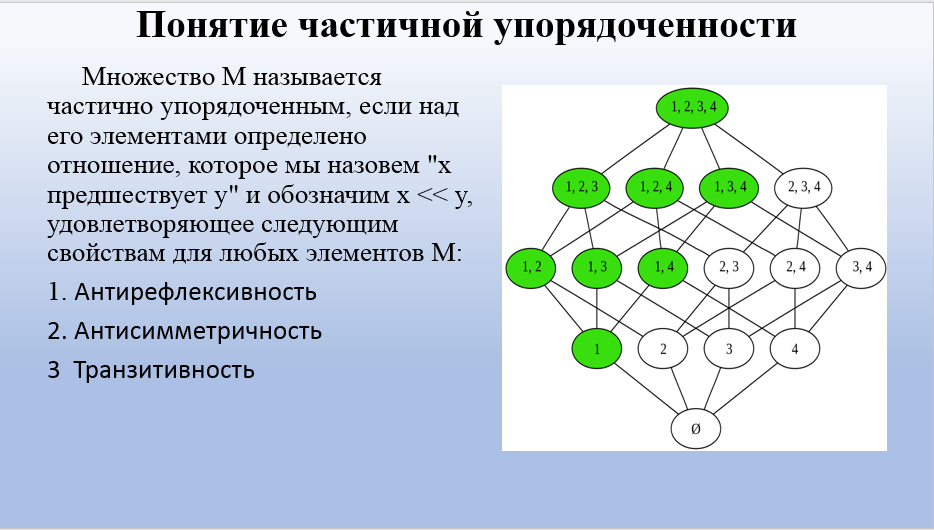 Понятие частичной упорядоченности
Множество M называется
частично упорядоченным, если над
его элементами определено
отношение, которое мы назовем "x
предшествует y" и обозначим x << y,
удовлетворяющее следующим
свойствам для любых элементов M:
1. Антирефлексивность
2. Антисимметричность
3 Транзитивность
1, 2, 3, 4
1, 2, 3
1, 2, 4
1, 3, 4
2, 3, 4
1, 2
1, 3
1, 4
2, 3
2, 4
3, 4
1
2
3
4
Ø